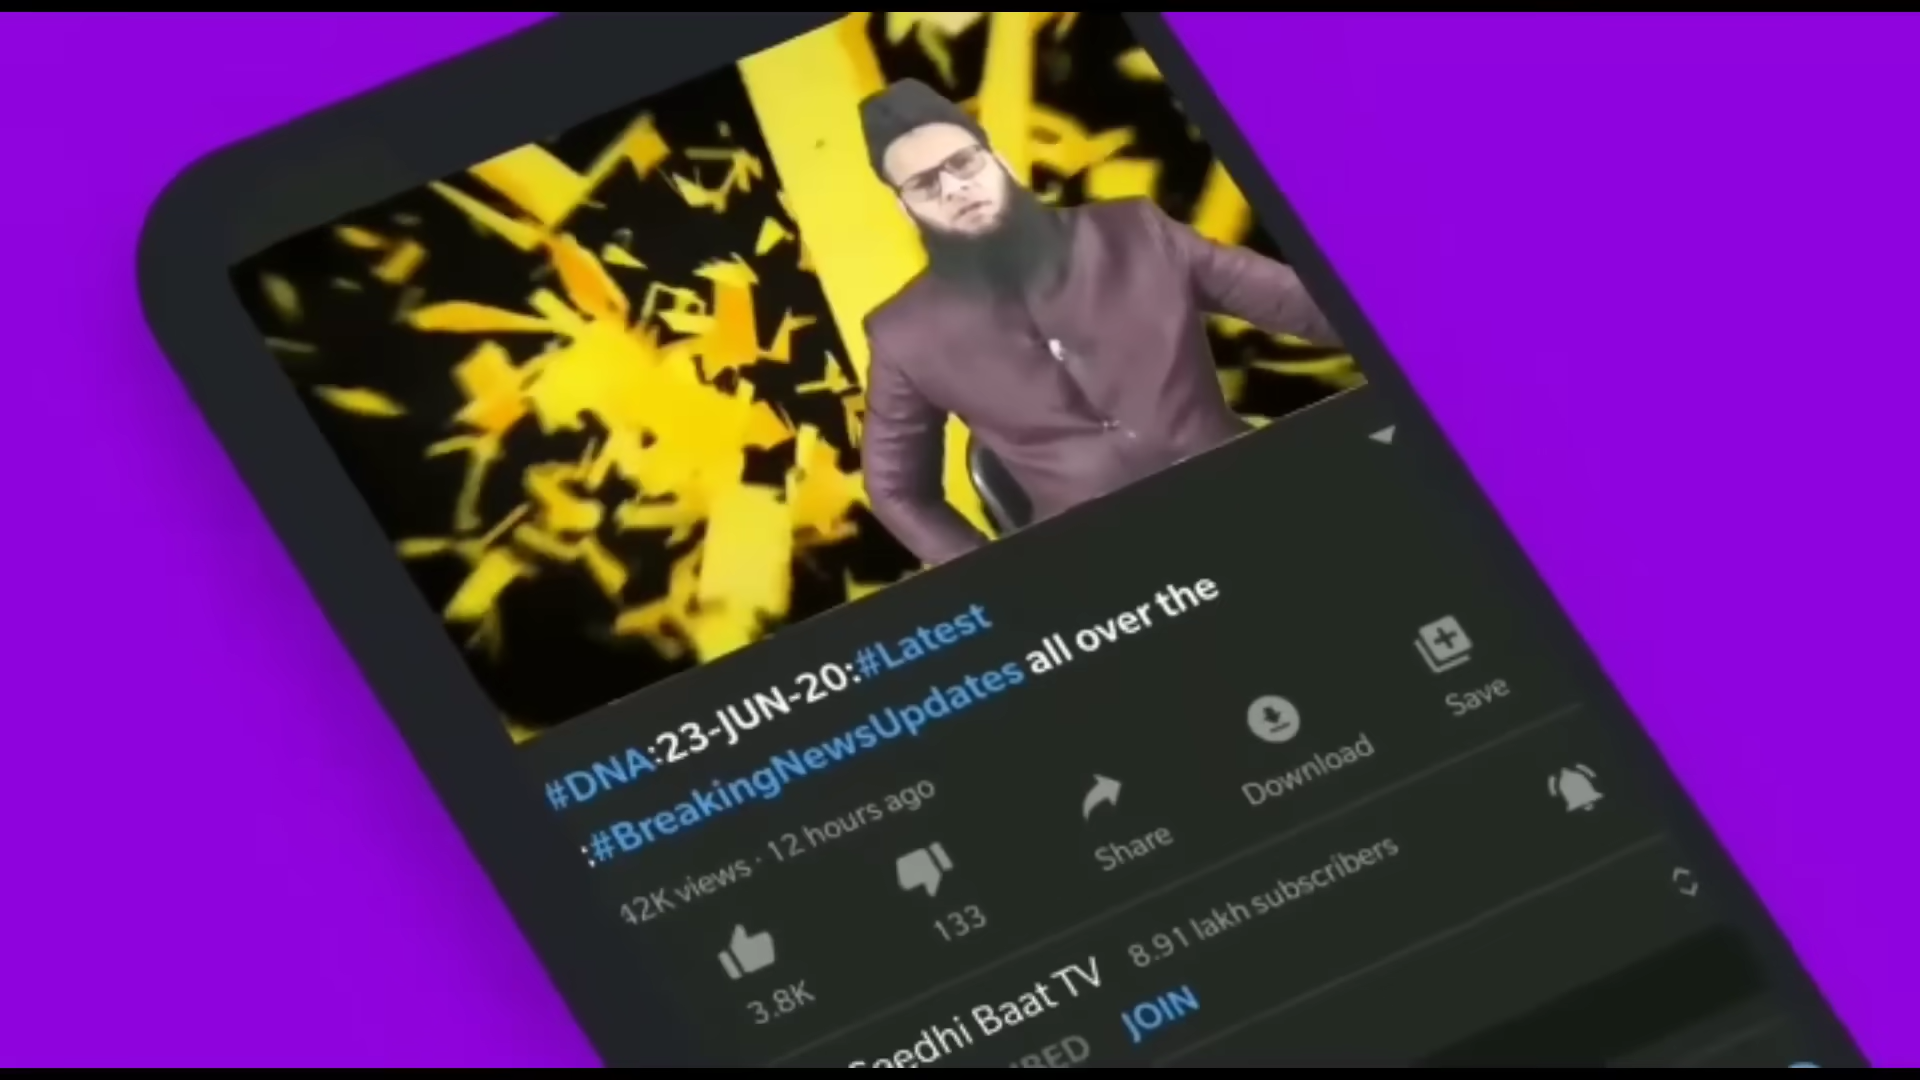 #DNA:23-JUN-20:#Latest
:#BreakingNewsUpdates all over the
42K views · 12 hours ago
3.8K
133
Share
Download
Save
Seedhi Baat TV
8.91 lakh subscribers
JOIN